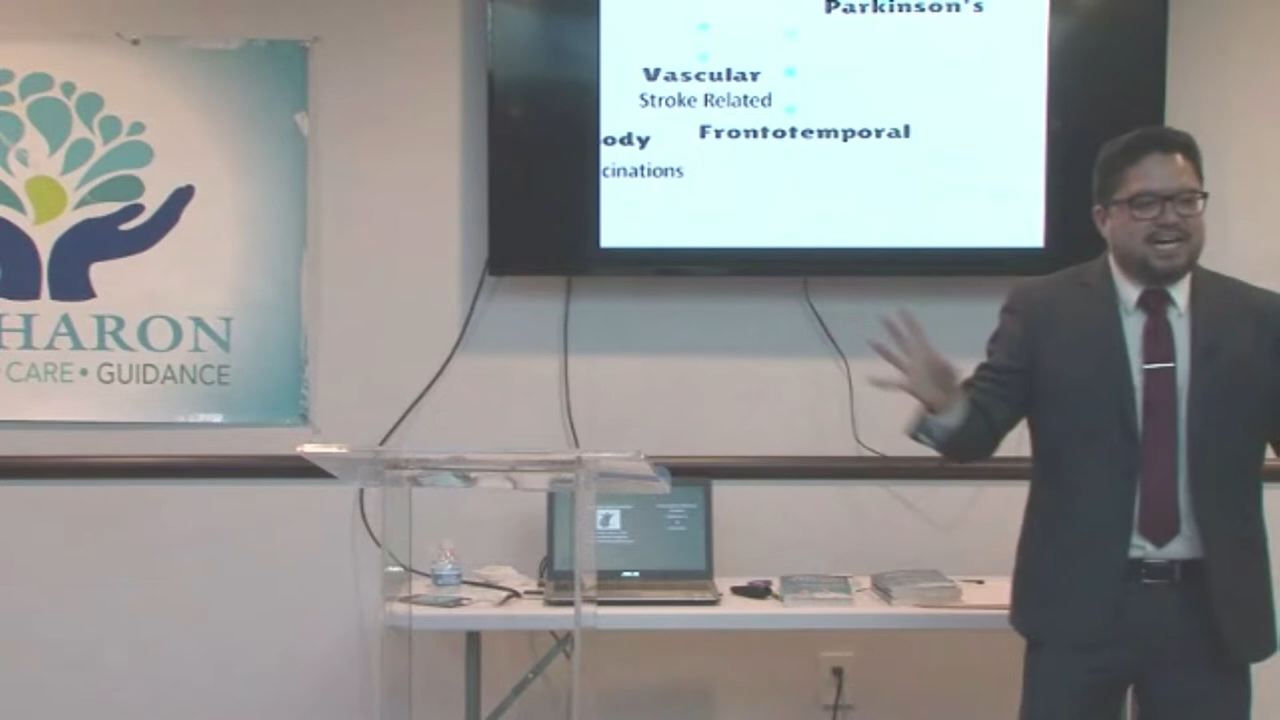 Parkinson's
Vascular
Stroke Related
ody
Frontotemporal
cinations
HARON
CARE • GUIDANCE